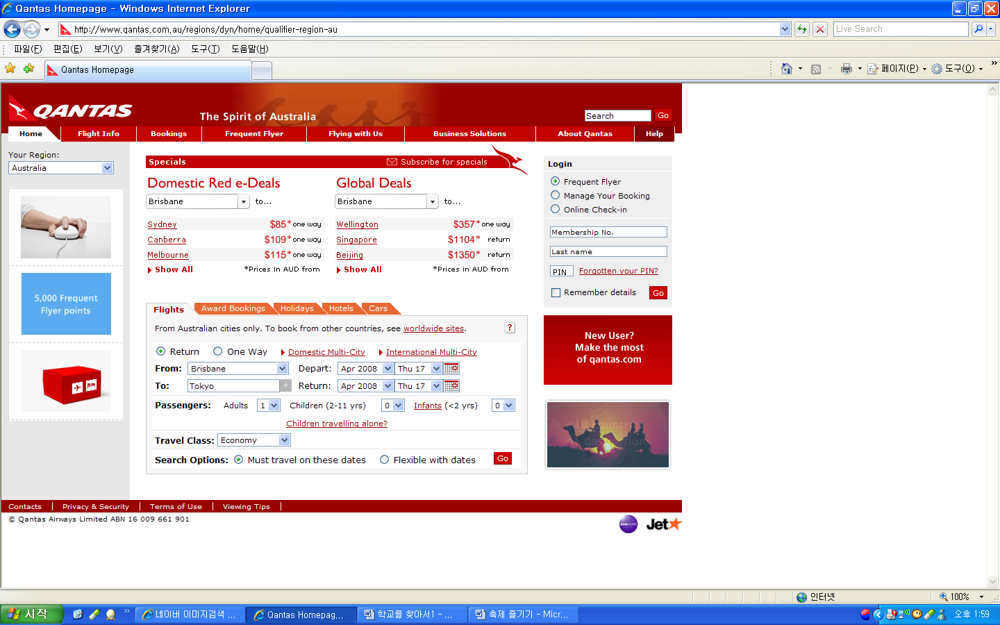 Qantas Homepage - Windows Internet Explorer
http://www.qantas.com.au/regions/dyn/home/qualifier-region-au
Live Search
파일(F) 편집(E) 보기(V) 즐겨찾기(A) 도구(T) 도움말(H)
Qantas Homepage
페이지(P) 도구(O)
QANTAS
The Spirit of Australia
Search Go
Home Flight Info Bookings Frequent Flyer Flying with Us Business Solutions About Qantas Help
Your Region:
Australia
5,000 Frequent
Flyer points
Specials Subscribe for specials
Domestic Red e-Deals
Brisbane to...
Sydney $85* one way
Canberra $109* one way
Melbourne $115* one way
Show All *Prices in AUD from
Global Deals
Brisbane to...
Wellington $357* one way
Singapore $1104* return
Beijing $1350* return
Show All *Prices in AUD from
Flights Award Bookings Holidays Hotels Cars
From Australian cities only. To book from other countries, see worldwide sites. ?
Return One Way Domestic Multi-City International Multi-City
From: Brisbane Depart: Apr 2008 Thu 17
To: Tokyo + Return: Apr 2008 Thu 17
Passengers: Adults 1 Children (2-11 yrs) 0 Infants (<2 yrs) 0
Children travelling alone?
Travel Class: Economy
Search Options: Must travel on these dates Flexible with dates Go
Login
Frequent Flyer
Manage Your Booking
Online Check-in
Membership No.
Last name
PIN Forgotten your PIN?
Remember details Go
New User?
Make the most
of qantas.com
18 countries
destinations
Contacts Privacy & Security Terms of Use Viewing Tips
© Qantas Airways Limited ABN 16 009 661 901
oneworld Jet
인터넷 100%
시작 네이버 이미지검색 ... Qantas Homepag... 학교를 찾아서1 - ... 축제 즐기기 - Micr... 오후 1:59